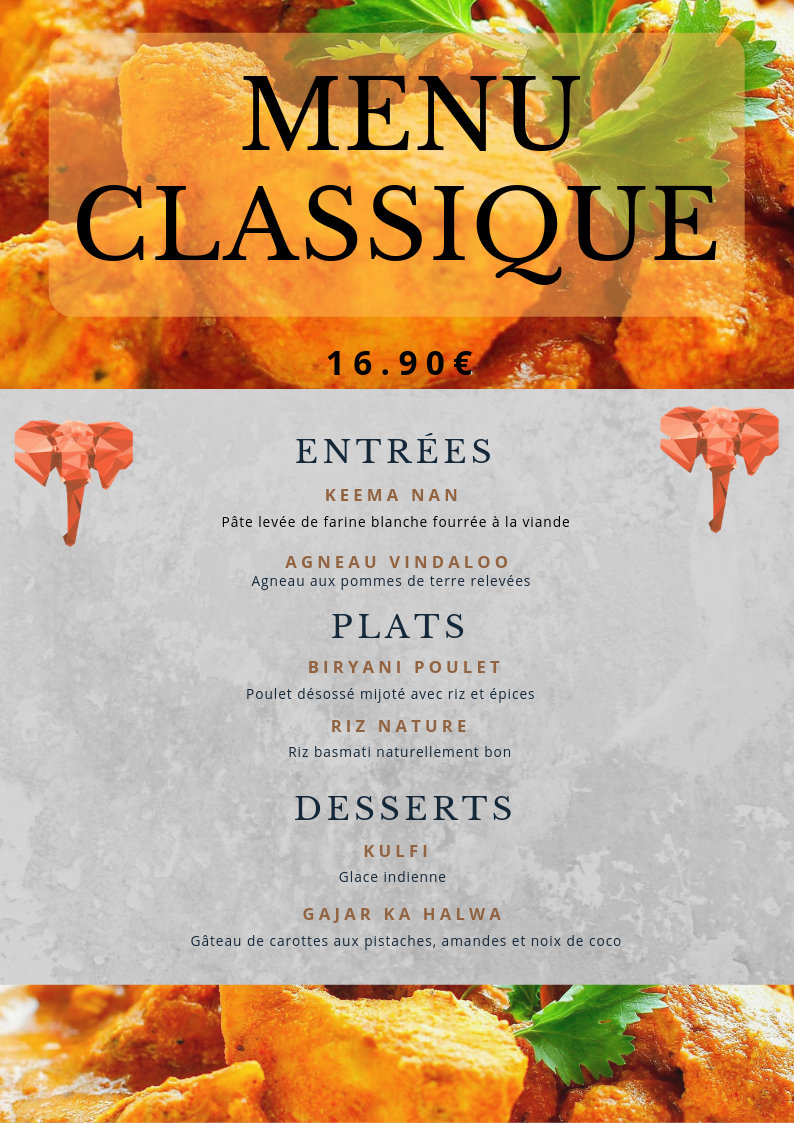 MENU
CLASSIQUE
16.90€
ENTRÉES
KEEMA NAN
Pâte levée de farine blanche fourrée à la viande
AGNEAU VINDALOO
Agneau aux pommes de terre relevées
PLATS
BIRYANI POULET
Poulet désossé mijoté avec riz et épices
RIZ NATURE
Riz basmati naturellement bon
DESSERTS
KULFI
Glace indienne
GAJAR KA HALWA
Gâteau de carottes aux pistaches, amandes et noix de coco